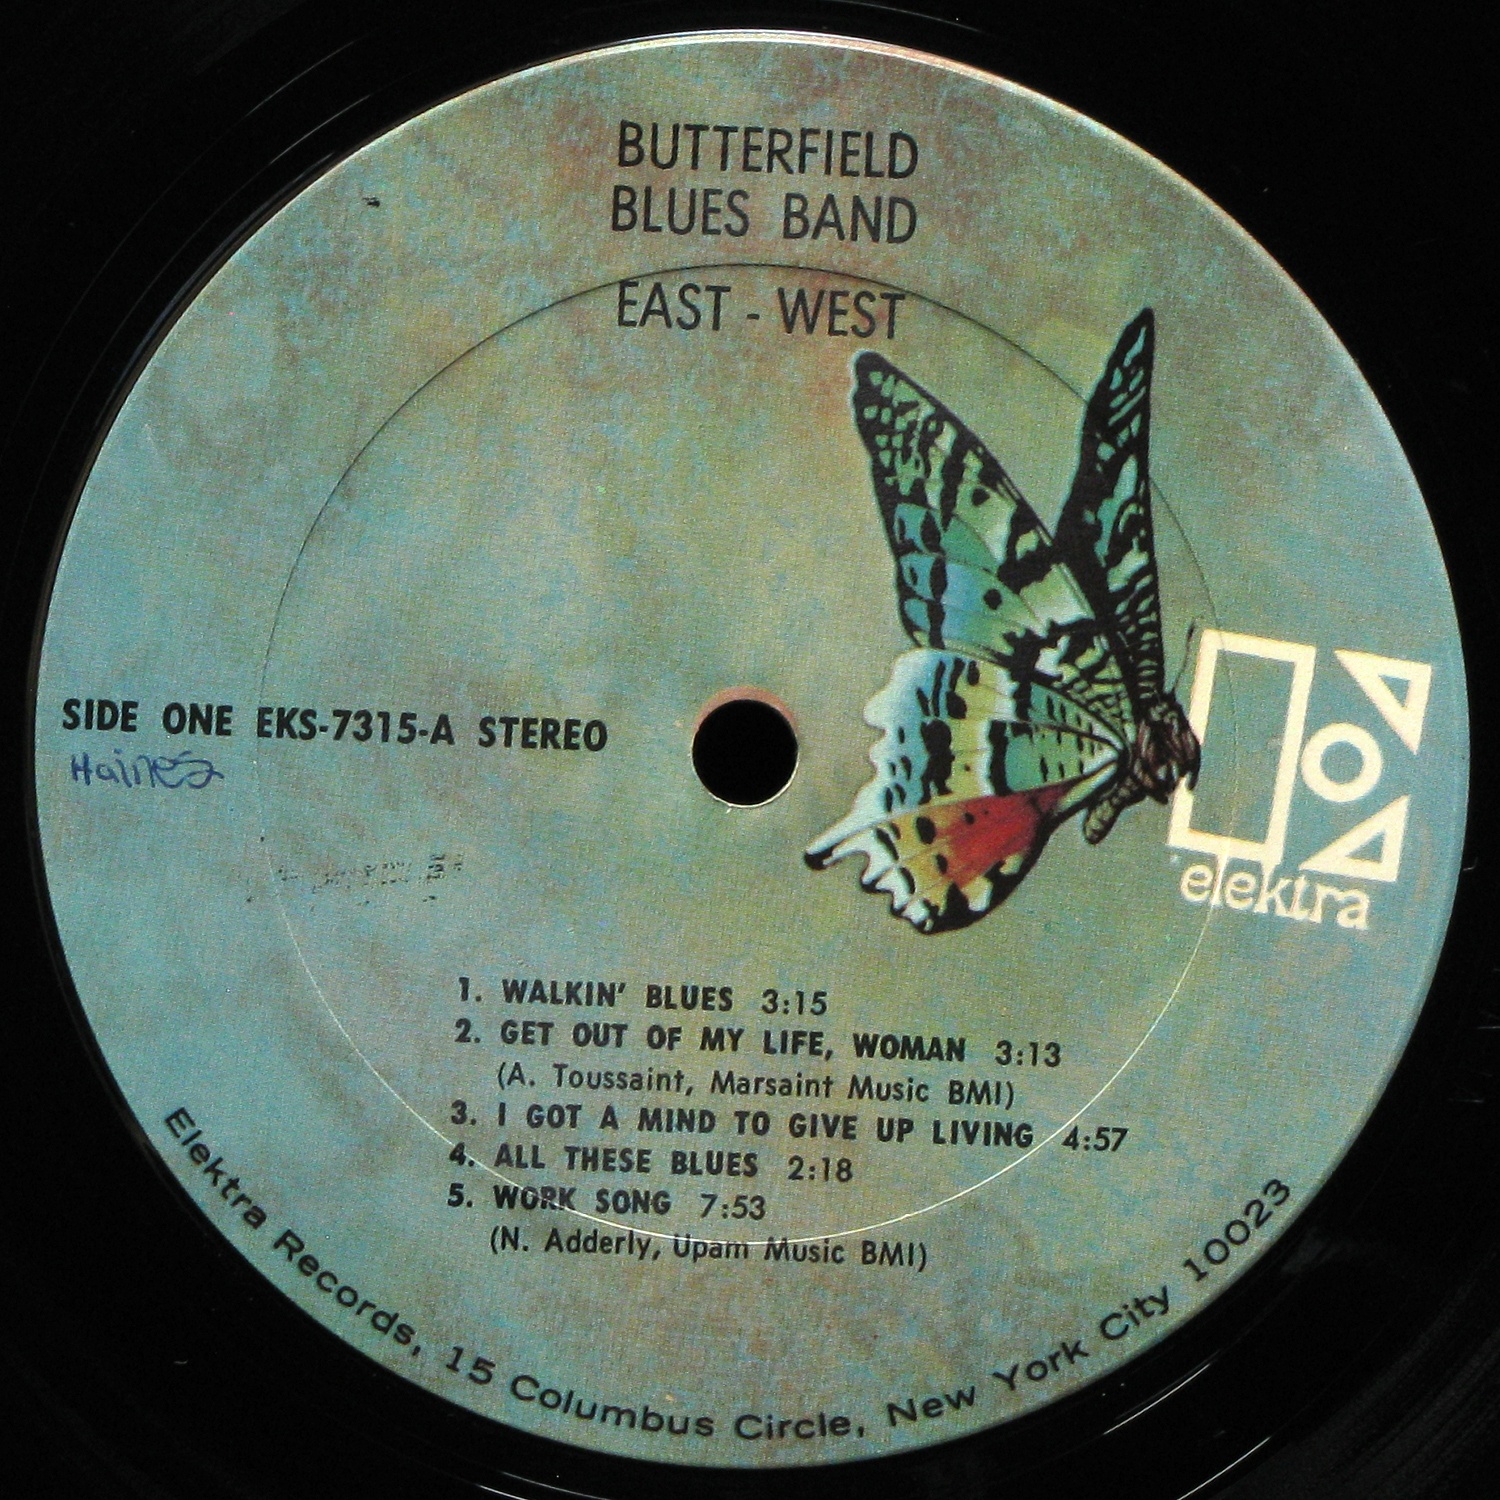 BUTTERFIELD
BLUES BAND
EAST - WEST
SIDE ONE EKS-7315-A STEREO
Haines
elektra
1. WALKIN' BLUES 3:15
2. GET OUT OF MY LIFE, WOMAN 3:13
(A. Toussaint, Marsaint Music BMI)
3. I GOT A MIND TO GIVE UP LIVING 4:57
4. ALL THESE BLUES 2:18
5. WORK SONG 7:53
(N. Adderly, Upam Music BMI)
Elektra Records, 15 Columbus Circle, New York City 10023